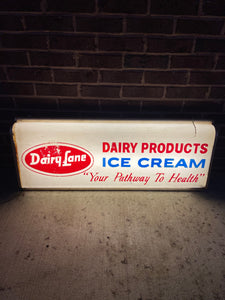 Dairy Lane
DAIRY PRODUCTS
ICE CREAM
"Your Pathway To Health"